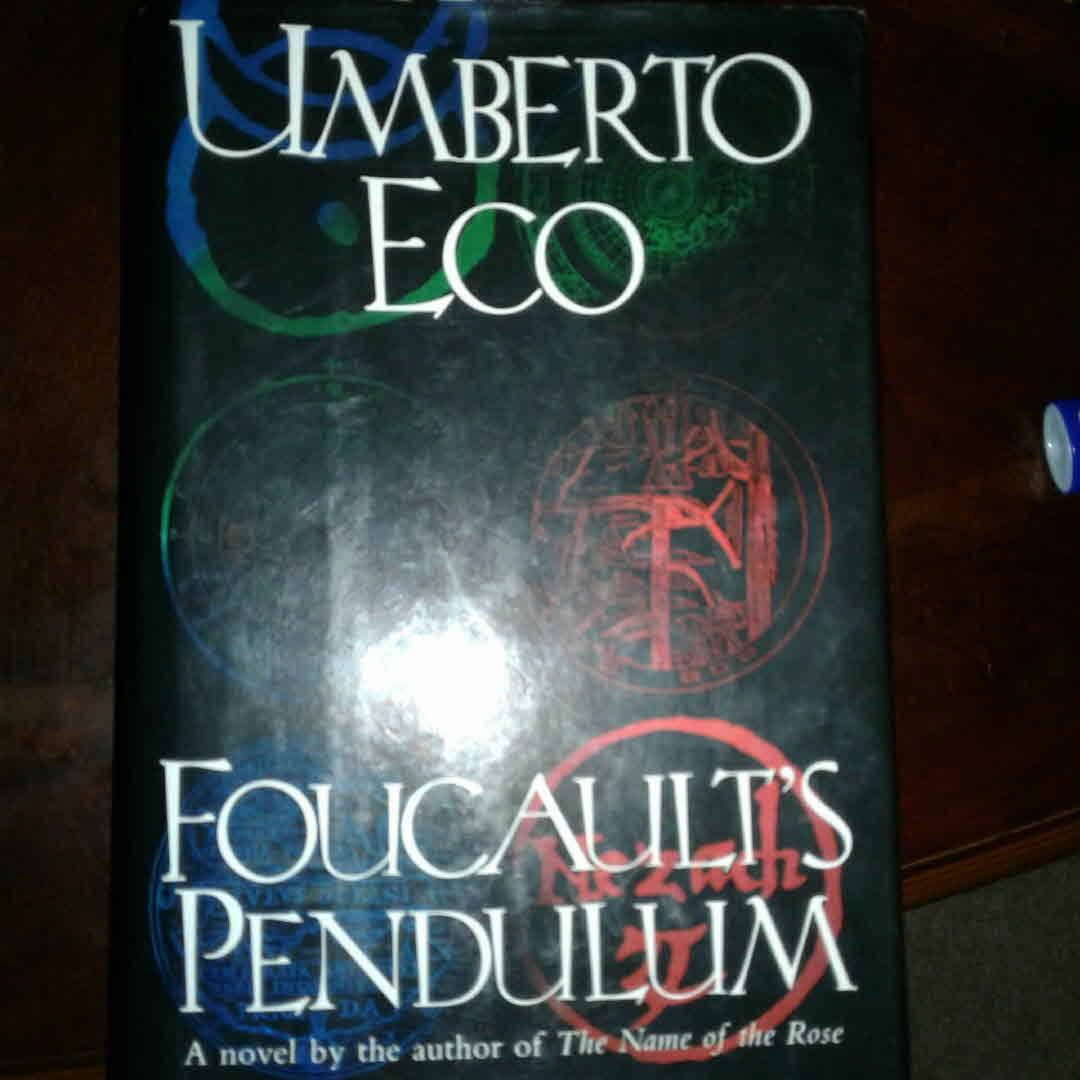 UMBERTO
ECO
FOUCAULT'S
PENDULUM
A novel by the author of The Name of the Rose